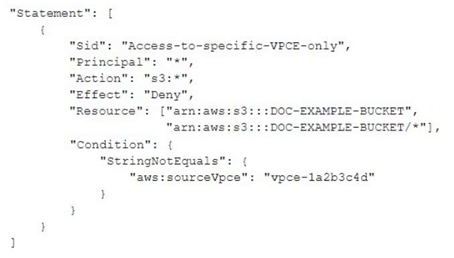 "Statement": [
{
"Sid": "Access-to-specific-VPCE-only",
"Principal": "*",
"Action": "s3:*",
"Effect": "Deny",
"Resource": ["arn:aws:s3:::DOC-EXAMPLE-BUCKET",
"arn:aws:s3:::DOC-EXAMPLE-BUCKET/*"],
"Condition": {
"StringNotEquals": {
"aws:sourceVpce": "vpce-1a2b3c4d"
}
}
}
]